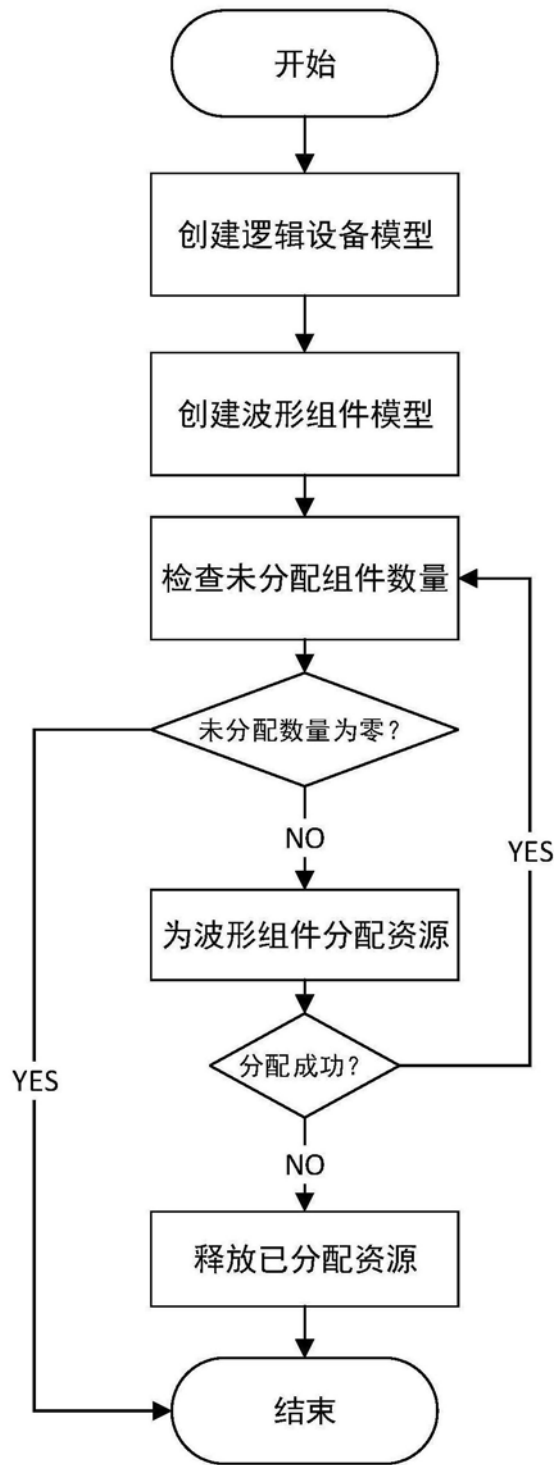 开始
创建逻辑设备模型
创建波形组件模型
检查未分配组件数量
未分配数量为零？
NO
YES
为波形组件分配资源
分配成功？
YES
NO
释放已分配资源
结束